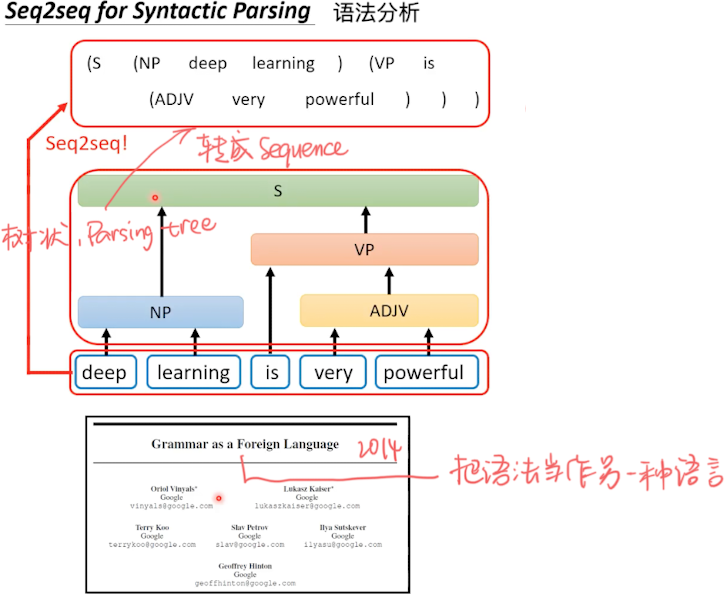 Seq2seq for Syntactic Parsing 语法分析
(S (NP deep learning ) (VP is
(ADJV very powerful ) ) )
Seq2seq!
转成 Sequence
S
树状, Parsing tree
VP
NP
ADJV
deep learning is very powerful
Grammar as a Foreign Language 2014
把语法当作另一种语言
Oriol Vinyals* Lukasz Kaiser*
Google Google
vinyals@google.com lukaszkaiser@google.com
Terry Koo Slav Petrov Ilya Sutskever
Google Google Google
terrykoo@google.com slav@google.com ilyasu@google.com
Geoffrey Hinton
Google
geoffhinton@google.com